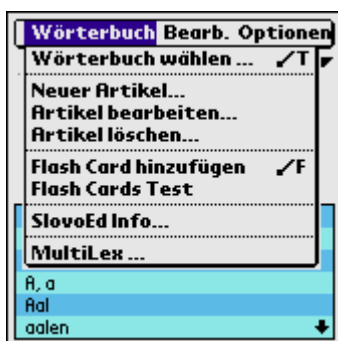 Wörterbuch Bearb. Optionen
Wörterbuch wählen ... ⁄T
Neuer Artikel...
Artikel bearbeiten...
Artikel löschen...
Flash Card hinzufügen ⁄F
Flash Cards Test
SlovoEd Info...
MultiLex ...
A, a
Aal
aalen